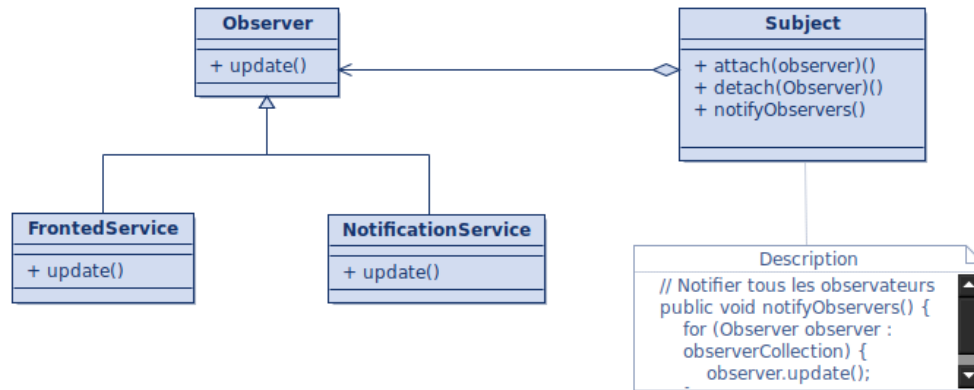 Observer
+ update()
Subject
+ attach(observer)()
+ detach(Observer)()
+ notifyObservers()
FrontedService
+ update()
NotificationService
+ update()
Description
// Notifier tous les observateurs
public void notifyObservers() {
for (Observer observer :
observerCollection) {
observer.update();